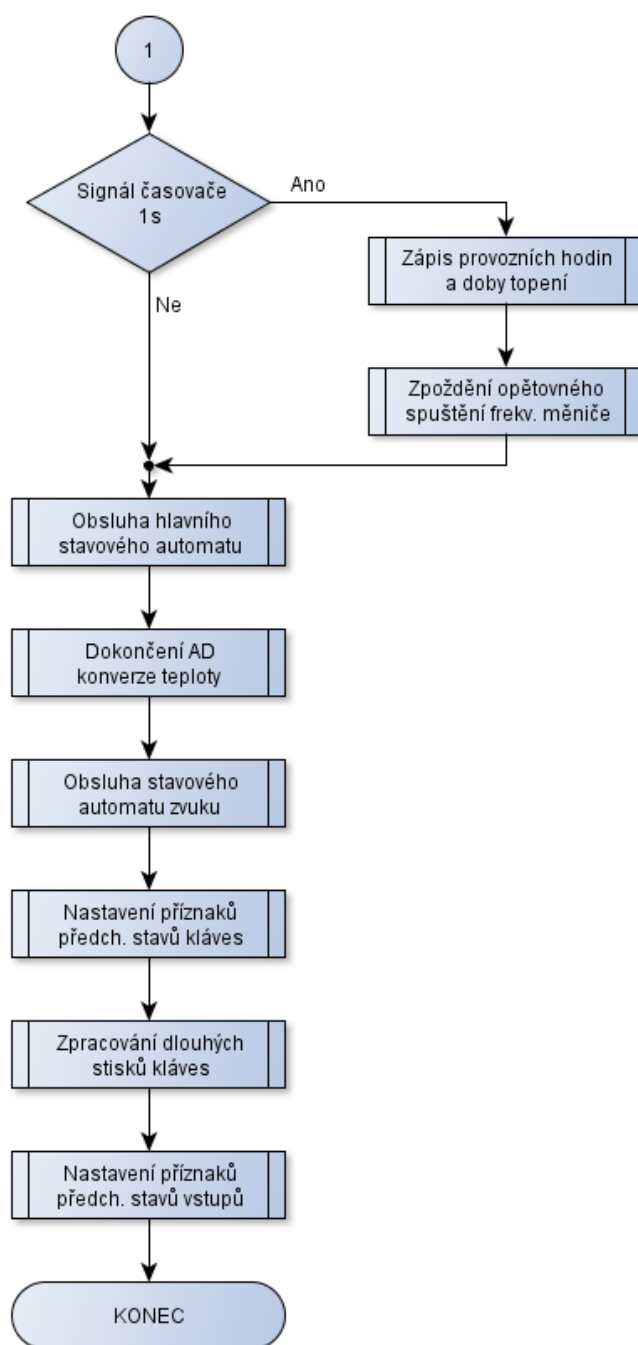 1
Signál časovače
1s
Ano
Zápis provozních hodin
a doby topení
Ne
Zpoždění opětovného
spuštění frekv. měniče
Obsluha hlavního
stavového automatu
Dokončení AD
konverze teploty
Obsluha stavového
automatu zvuku
Nastavení příznaků
předch. stavů kláves
Zpracování dlouhých
stisků kláves
Nastavení příznaků
předch. stavů vstupů
KONEC